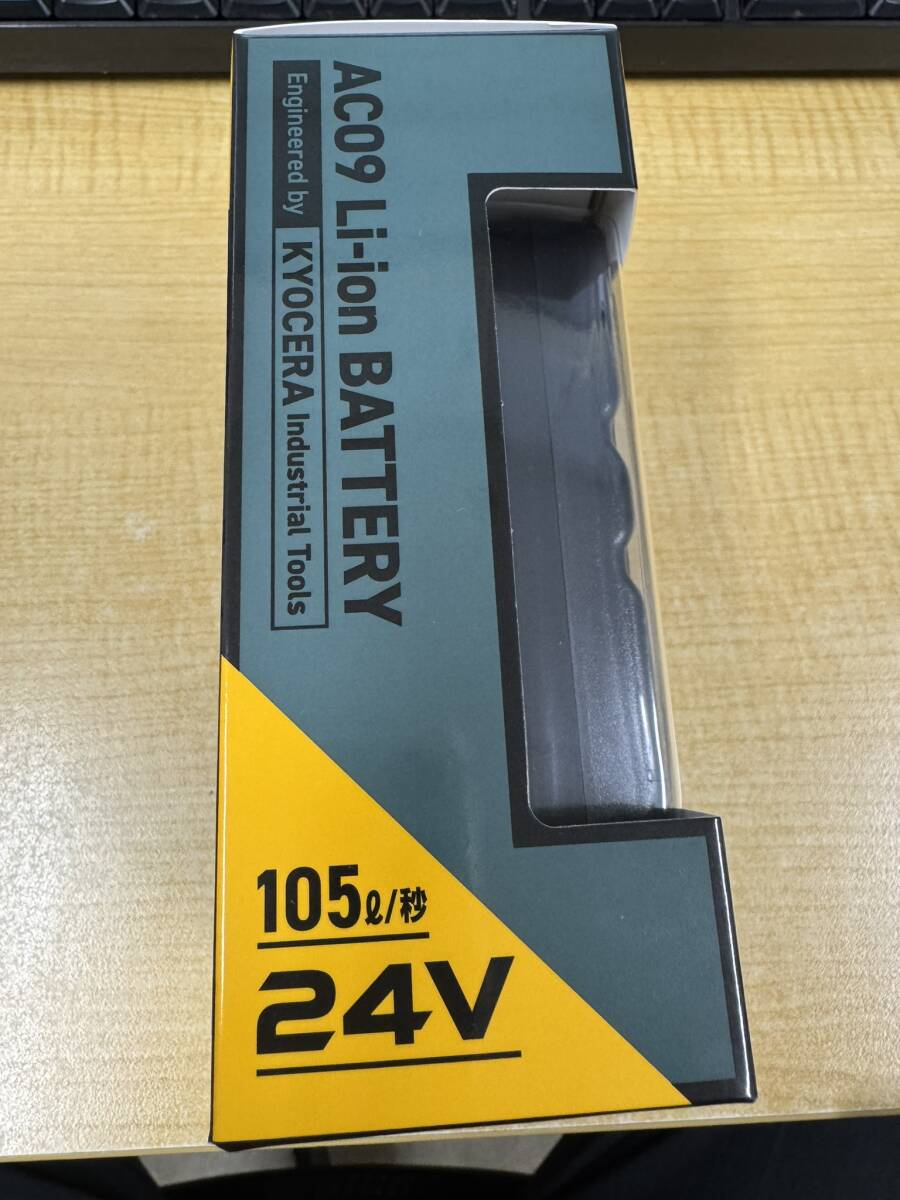 AC09 Li-ion BATTERY
Engineered by KYOCERA Industrial Tools
105ℓ/秒
24V